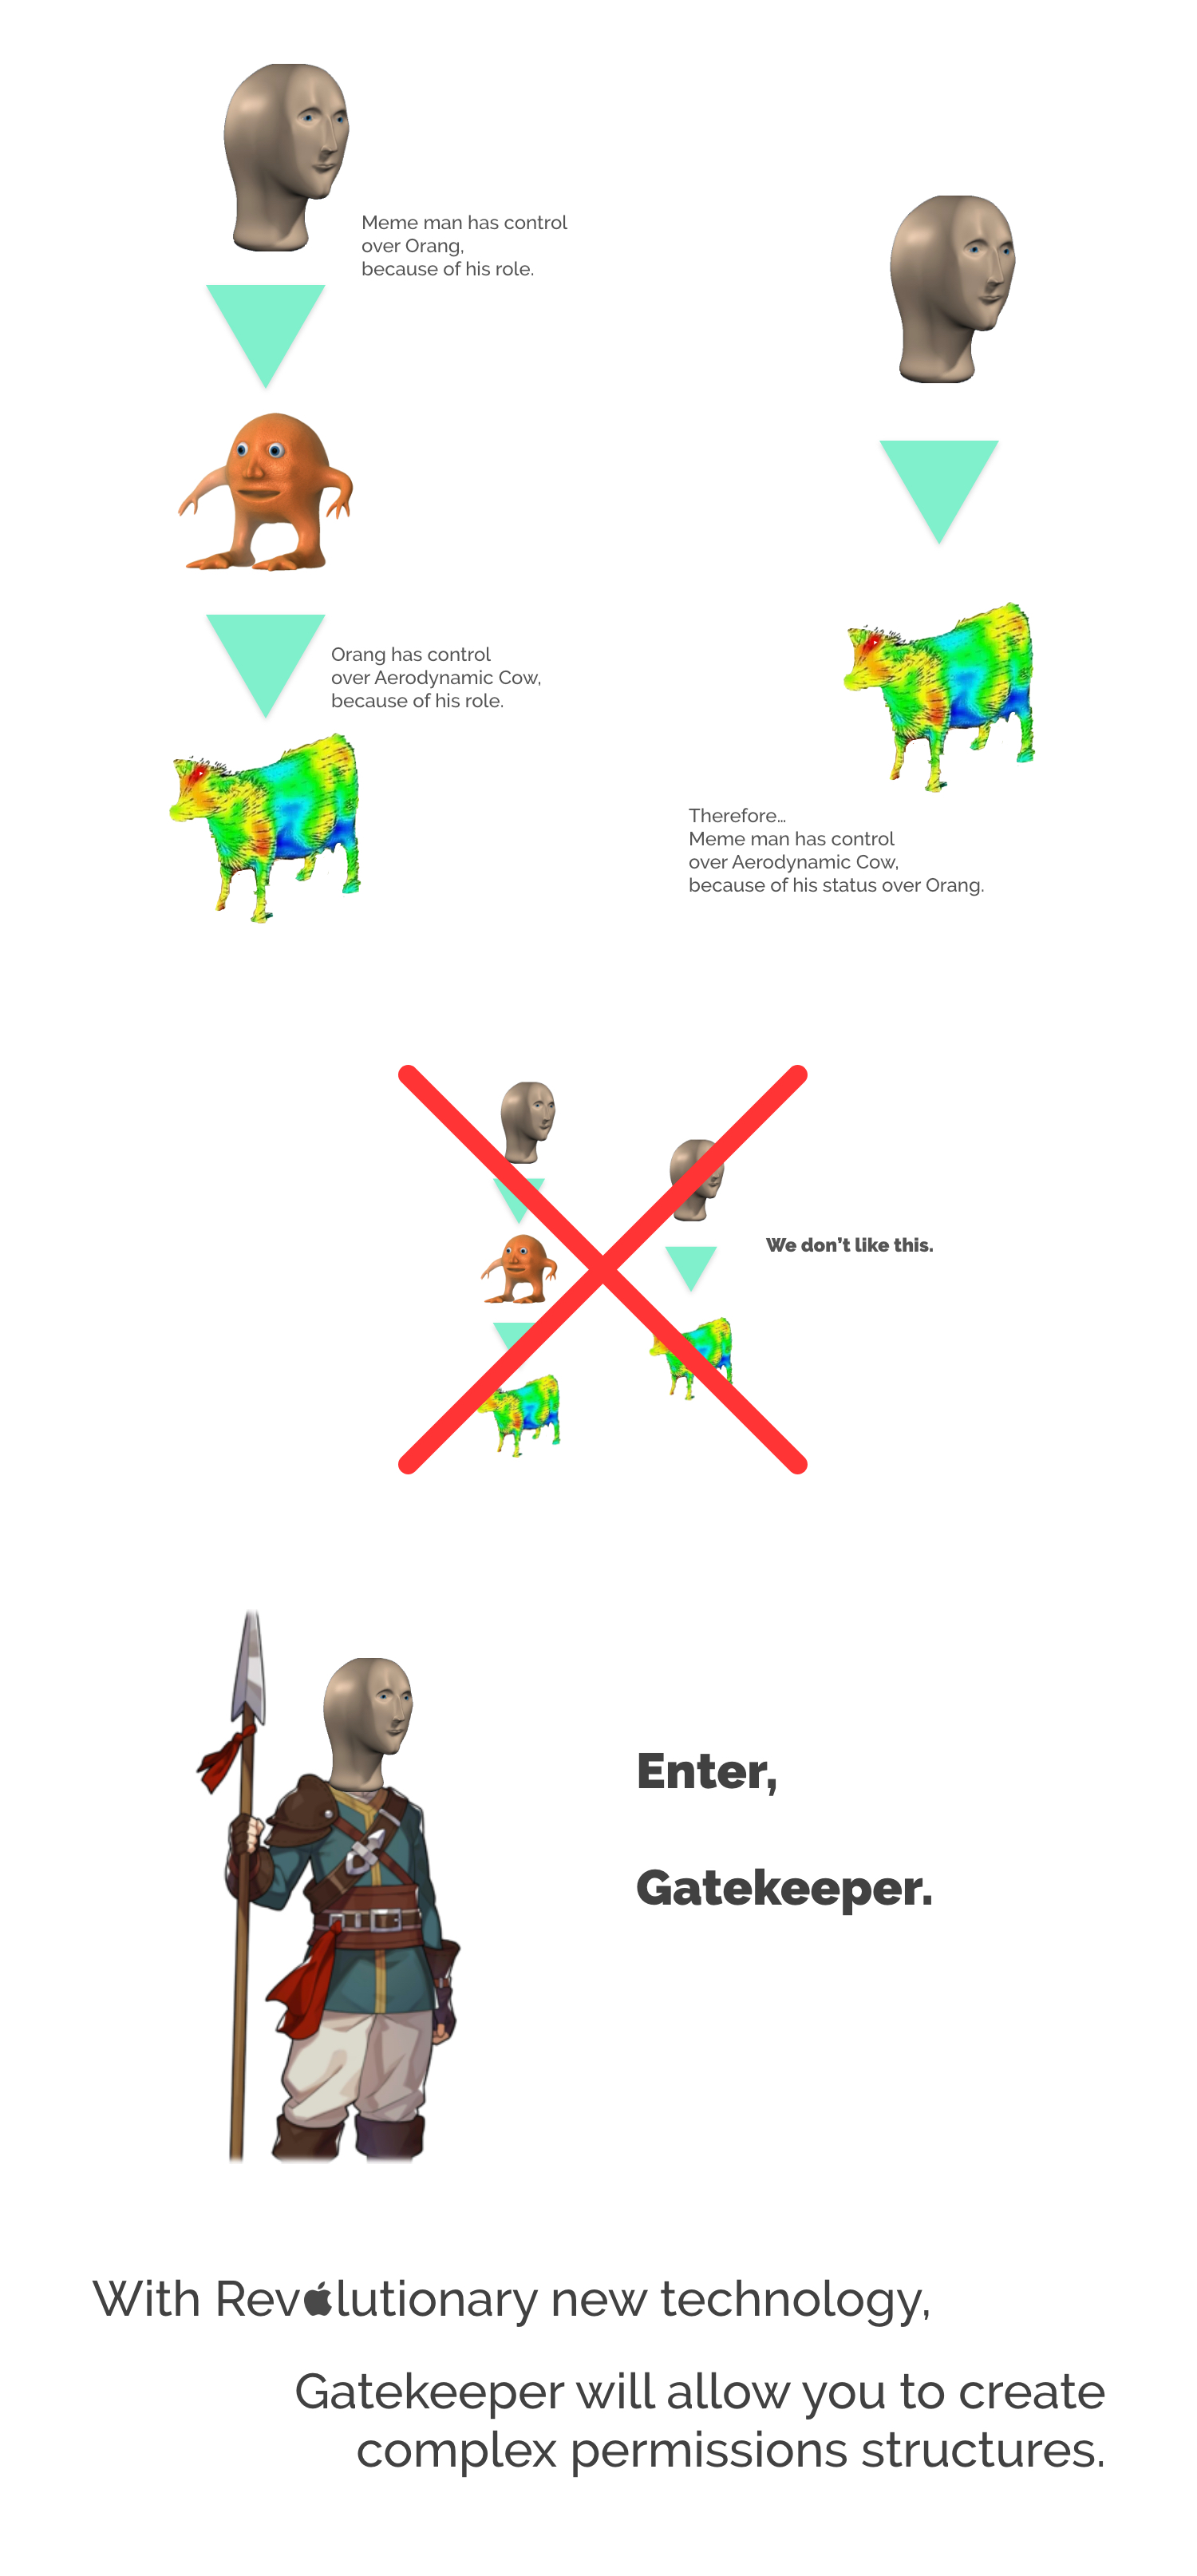 Meme man has control
over Orang,
because of his role.
Orang has control
over Aerodynamic Cow,
because of his role.
Therefore…
Meme man has control
over Aerodynamic Cow,
because of his status over Orang.
We don’t like this.
Enter,
Gatekeeper.
With Revlutionary new technology,
Gatekeeper will allow you to create
complex permissions structures.